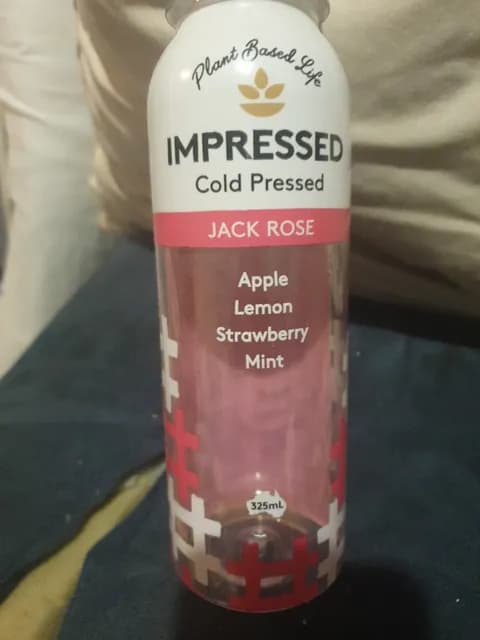 Plant Based Life
IMPRESSED
Cold Pressed
JACK ROSE
Apple
Lemon
Strawberry
Mint
325mL